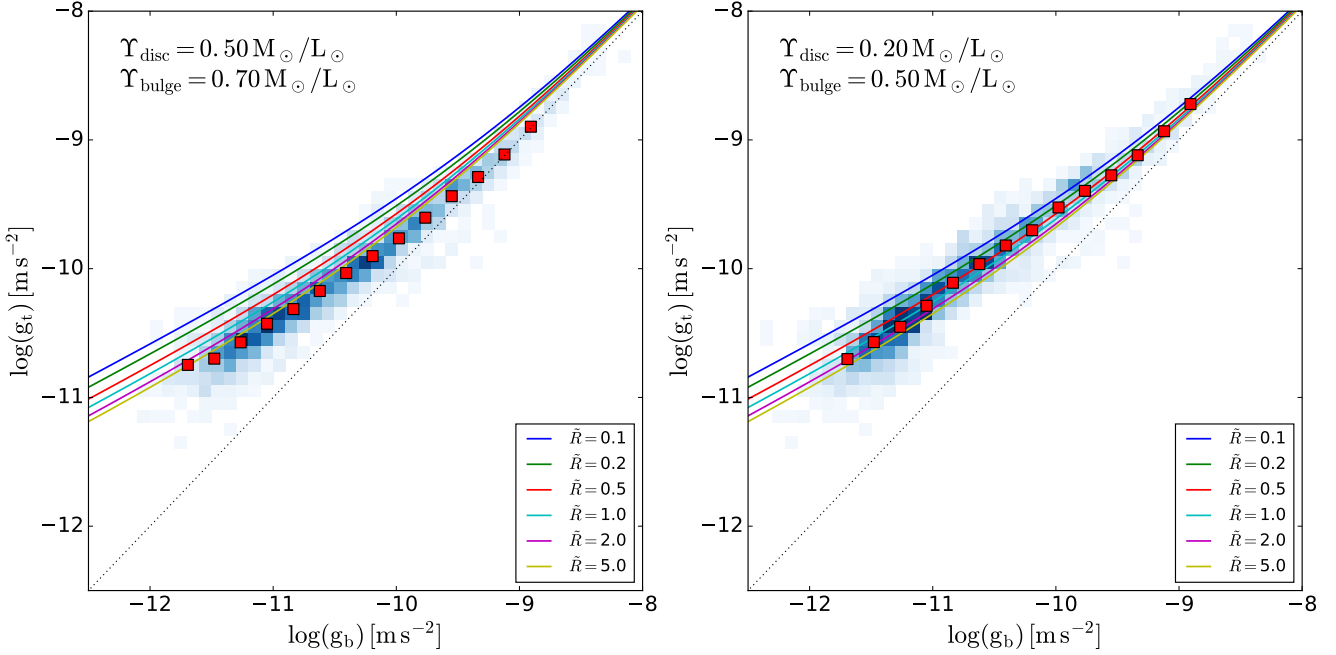 Υdisc = 0.50 M⊙/L⊙
Υbulge = 0.70 M⊙/L⊙
−8
−9
−10
−11
−12
log(gt) [m s−2]
R̃ = 0.1
R̃ = 0.2
R̃ = 0.5
R̃ = 1.0
R̃ = 2.0
R̃ = 5.0
−12 −11 −10 −9 −8
log(gb) [m s−2]
Υdisc = 0.20 M⊙/L⊙
Υbulge = 0.50 M⊙/L⊙
−8
−9
−10
−11
−12
log(gt) [m s−2]
R̃ = 0.1
R̃ = 0.2
R̃ = 0.5
R̃ = 1.0
R̃ = 2.0
R̃ = 5.0
−12 −11 −10 −9 −8
log(gb) [m s−2]